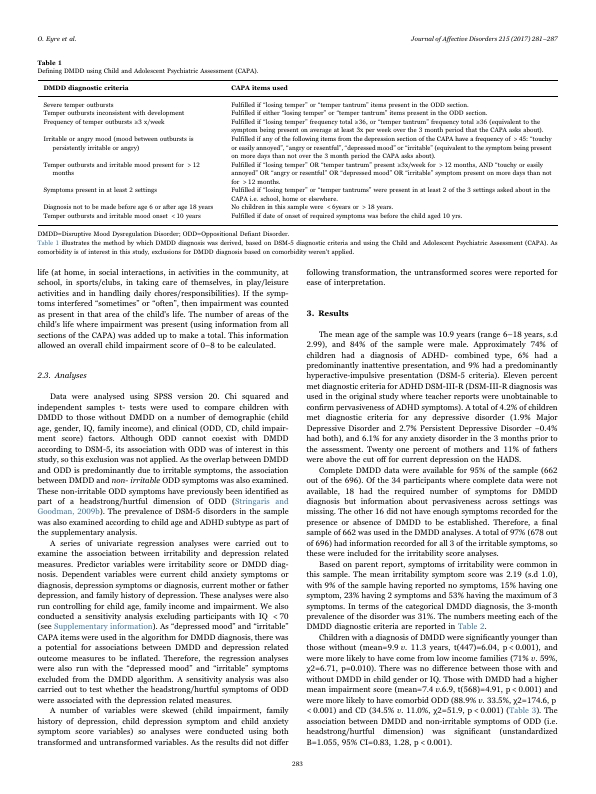 O. Eyre et al.
Journal of Affective Disorders 215 (2017) 281–287
Table 1
Defining DMDD using Child and Adolescent Psychiatric Assessment (CAPA).
DMDD diagnostic criteria CAPA items used
Severe temper outbursts Fulfilled if "losing temper" or "temper tantrum" items present in the ODD section.
Temper outbursts inconsistent with development Fulfilled if either "losing temper" or "temper tantrum" items present in the ODD section.
Frequency of temper outbursts ≥3 x/week Fulfilled if "losing temper" frequency total ≥36, or "temper tantrum" frequency total ≥36 (equivalent to the
symptom being present on average at least 3x per week over the 3 month period that the CAPA asks about).
Irritable or angry mood (mood between outbursts is Fulfilled if any of the following items from the depression section of the CAPA have a frequency of > 45: "touchy
persistently irritable or angry) or easily annoyed", "angry or resentful", "depressed mood" or "irritable" (equivalent to the symptom being present
on more days than not over the 3 month period the CAPA asks about).
Temper outbursts and irritable mood present for > 12 Fulfilled if "losing temper" OR "temper tantrum" present ≥3x/week for > 12 months, AND "touchy or easily
months annoyed" OR "angry or resentful" OR "depressed mood" OR "irritable" symptom present on more days than not
for > 12 months.
Symptoms present in at least 2 settings Fulfilled if "losing temper" or "temper tantrums" were present in at least 2 of the 3 settings asked about in the
CAPA i.e. school, home or elsewhere.
Diagnosis not to be made before age 6 or after age 18 years No children in this sample were < 6years or > 18 years.
Temper outbursts and irritable mood onset < 10 years Fulfilled if date of onset of required symptoms was before the child aged 10 yrs.
DMDD=Disruptive Mood Dysregulation Disorder; ODD=Oppositional Defiant Disorder.
Table 1 illustrates the method by which DMDD diagnosis was derived, based on DSM-5 diagnostic criteria and using the Child and Adolescent Psychiatric Assessment (CAPA). As
comorbidity is of interest in this study, exclusions for DMDD diagnosis based on comorbidity weren't applied.
life (at home, in social interactions, in activities in the community, at
school, in sports/clubs, in taking care of themselves, in play/leisure
activities and in handling daily chores/responsibilities). If the symp-
toms interfered "sometimes" or "often", then impairment was counted
as present in that area of the child's life. The number of areas of the
child's life where impairment was present (using information from all
sections of the CAPA) was added up to make a total. This information
allowed an overall child impairment score of 0–8 to be calculated.
2.3. Analyses
Data were analysed using SPSS version 20. Chi squared and
independent samples t- tests were used to compare children with
DMDD to those without DMDD on a number of demographic (child
age, gender, IQ, family income), and clinical (ODD, CD, child impair-
ment score) factors. Although ODD cannot coexist with DMDD
according to DSM-5, its association with ODD was of interest in this
study, so this exclusion was not applied. As the overlap between DMDD
and ODD is predominantly due to irritable symptoms, the association
between DMDD and non- irritable ODD symptoms was also examined.
These non-irritable ODD symptoms have previously been identified as
part of a headstrong/hurtful dimension of ODD (Stringaris and
Goodman, 2009b). The prevalence of DSM-5 disorders in the sample
was also examined according to child age and ADHD subtype as part of
the supplementary analysis.
A series of univariate regression analyses were carried out to
examine the association between irritability and depression related
measures. Predictor variables were irritability score or DMDD diag-
nosis. Dependent variables were current child anxiety symptoms or
diagnosis, depression symptoms or diagnosis, current mother or father
depression, and family history of depression. These analyses were also
run controlling for child age, family income and impairment. We also
conducted a sensitivity analysis excluding participants with IQ < 70
(see Supplementary information). As "depressed mood" and "irritable"
CAPA items were used in the algorithm for DMDD diagnosis, there was
a potential for associations between DMDD and depression related
outcome measures to be inflated. Therefore, the regression analyses
were also run with the "depressed mood" and "irritable" symptoms
excluded from the DMDD algorithm. A sensitivity analysis was also
carried out to test whether the headstrong/hurtful symptoms of ODD
were associated with the depression related measures.
A number of variables were skewed (child impairment, family
history of depression, child depression symptom and child anxiety
symptom score variables) so analyses were conducted using both
transformed and untransformed variables. As the results did not differ
following transformation, the untransformed scores were reported for
ease of interpretation.
3. Results
The mean age of the sample was 10.9 years (range 6–18 years, s.d
2.99), and 84% of the sample were male. Approximately 74% of
children had a diagnosis of ADHD- combined type, 6% had a
predominantly inattentive presentation, and 9% had a predominantly
hyperactive-impulsive presentation (DSM-5 criteria). Eleven percent
met diagnostic criteria for ADHD DSM-III-R (DSM-III-R diagnosis was
used in the original study where teacher reports were unobtainable to
confirm pervasiveness of ADHD symptoms). A total of 4.2% of children
met diagnostic criteria for any depressive disorder (1.9% Major
Depressive Disorder and 2.7% Persistent Depressive Disorder –0.4%
had both), and 6.1% for any anxiety disorder in the 3 months prior to
the assessment. Twenty one percent of mothers and 11% of fathers
were above the cut off for current depression on the HADS.
Complete DMDD data were available for 95% of the sample (662
out of the 696). Of the 34 participants where complete data were not
available, 18 had the required number of symptoms for DMDD
diagnosis but information about pervasiveness across settings was
missing. The other 16 did not have enough symptoms recorded for the
presence or absence of DMDD to be established. Therefore, a final
sample of 662 was used in the DMDD analyses. A total of 97% (678 out
of 696) had information recorded for all 3 of the irritable symptoms, so
these were included for the irritability score analyses.
Based on parent report, symptoms of irritability were common in
this sample. The mean irritability symptom score was 2.19 (s.d 1.0),
with 9% of the sample having reported no symptoms, 15% having one
symptom, 23% having 2 symptoms and 53% having the maximum of 3
symptoms. In terms of the categorical DMDD diagnosis, the 3-month
prevalence of the disorder was 31%. The numbers meeting each of the
DMDD diagnostic criteria are reported in Table 2.
Children with a diagnosis of DMDD were significantly younger than
those without (mean=9.9 v. 11.3 years, t(447)=6.04, p < 0.001), and
were more likely to have come from low income families (71% v. 59%,
χ2=6.71, p=0.010). There was no difference between those with and
without DMDD in child gender or IQ. Those with DMDD had a higher
mean impairment score (mean=7.4 v.6.9, t(568)=4.91, p < 0.001) and
were more likely to have comorbid ODD (88.9% v. 33.5%, χ2=174.6, p
< 0.001) and CD (34.5% v. 11.0%, χ2=51.9, p < 0.001) (Table 3). The
association between DMDD and non-irritable symptoms of ODD (i.e.
headstrong/hurtful dimension) was significant (unstandardized
B=1.055, 95% CI=0.83, 1.28, p < 0.001).
283